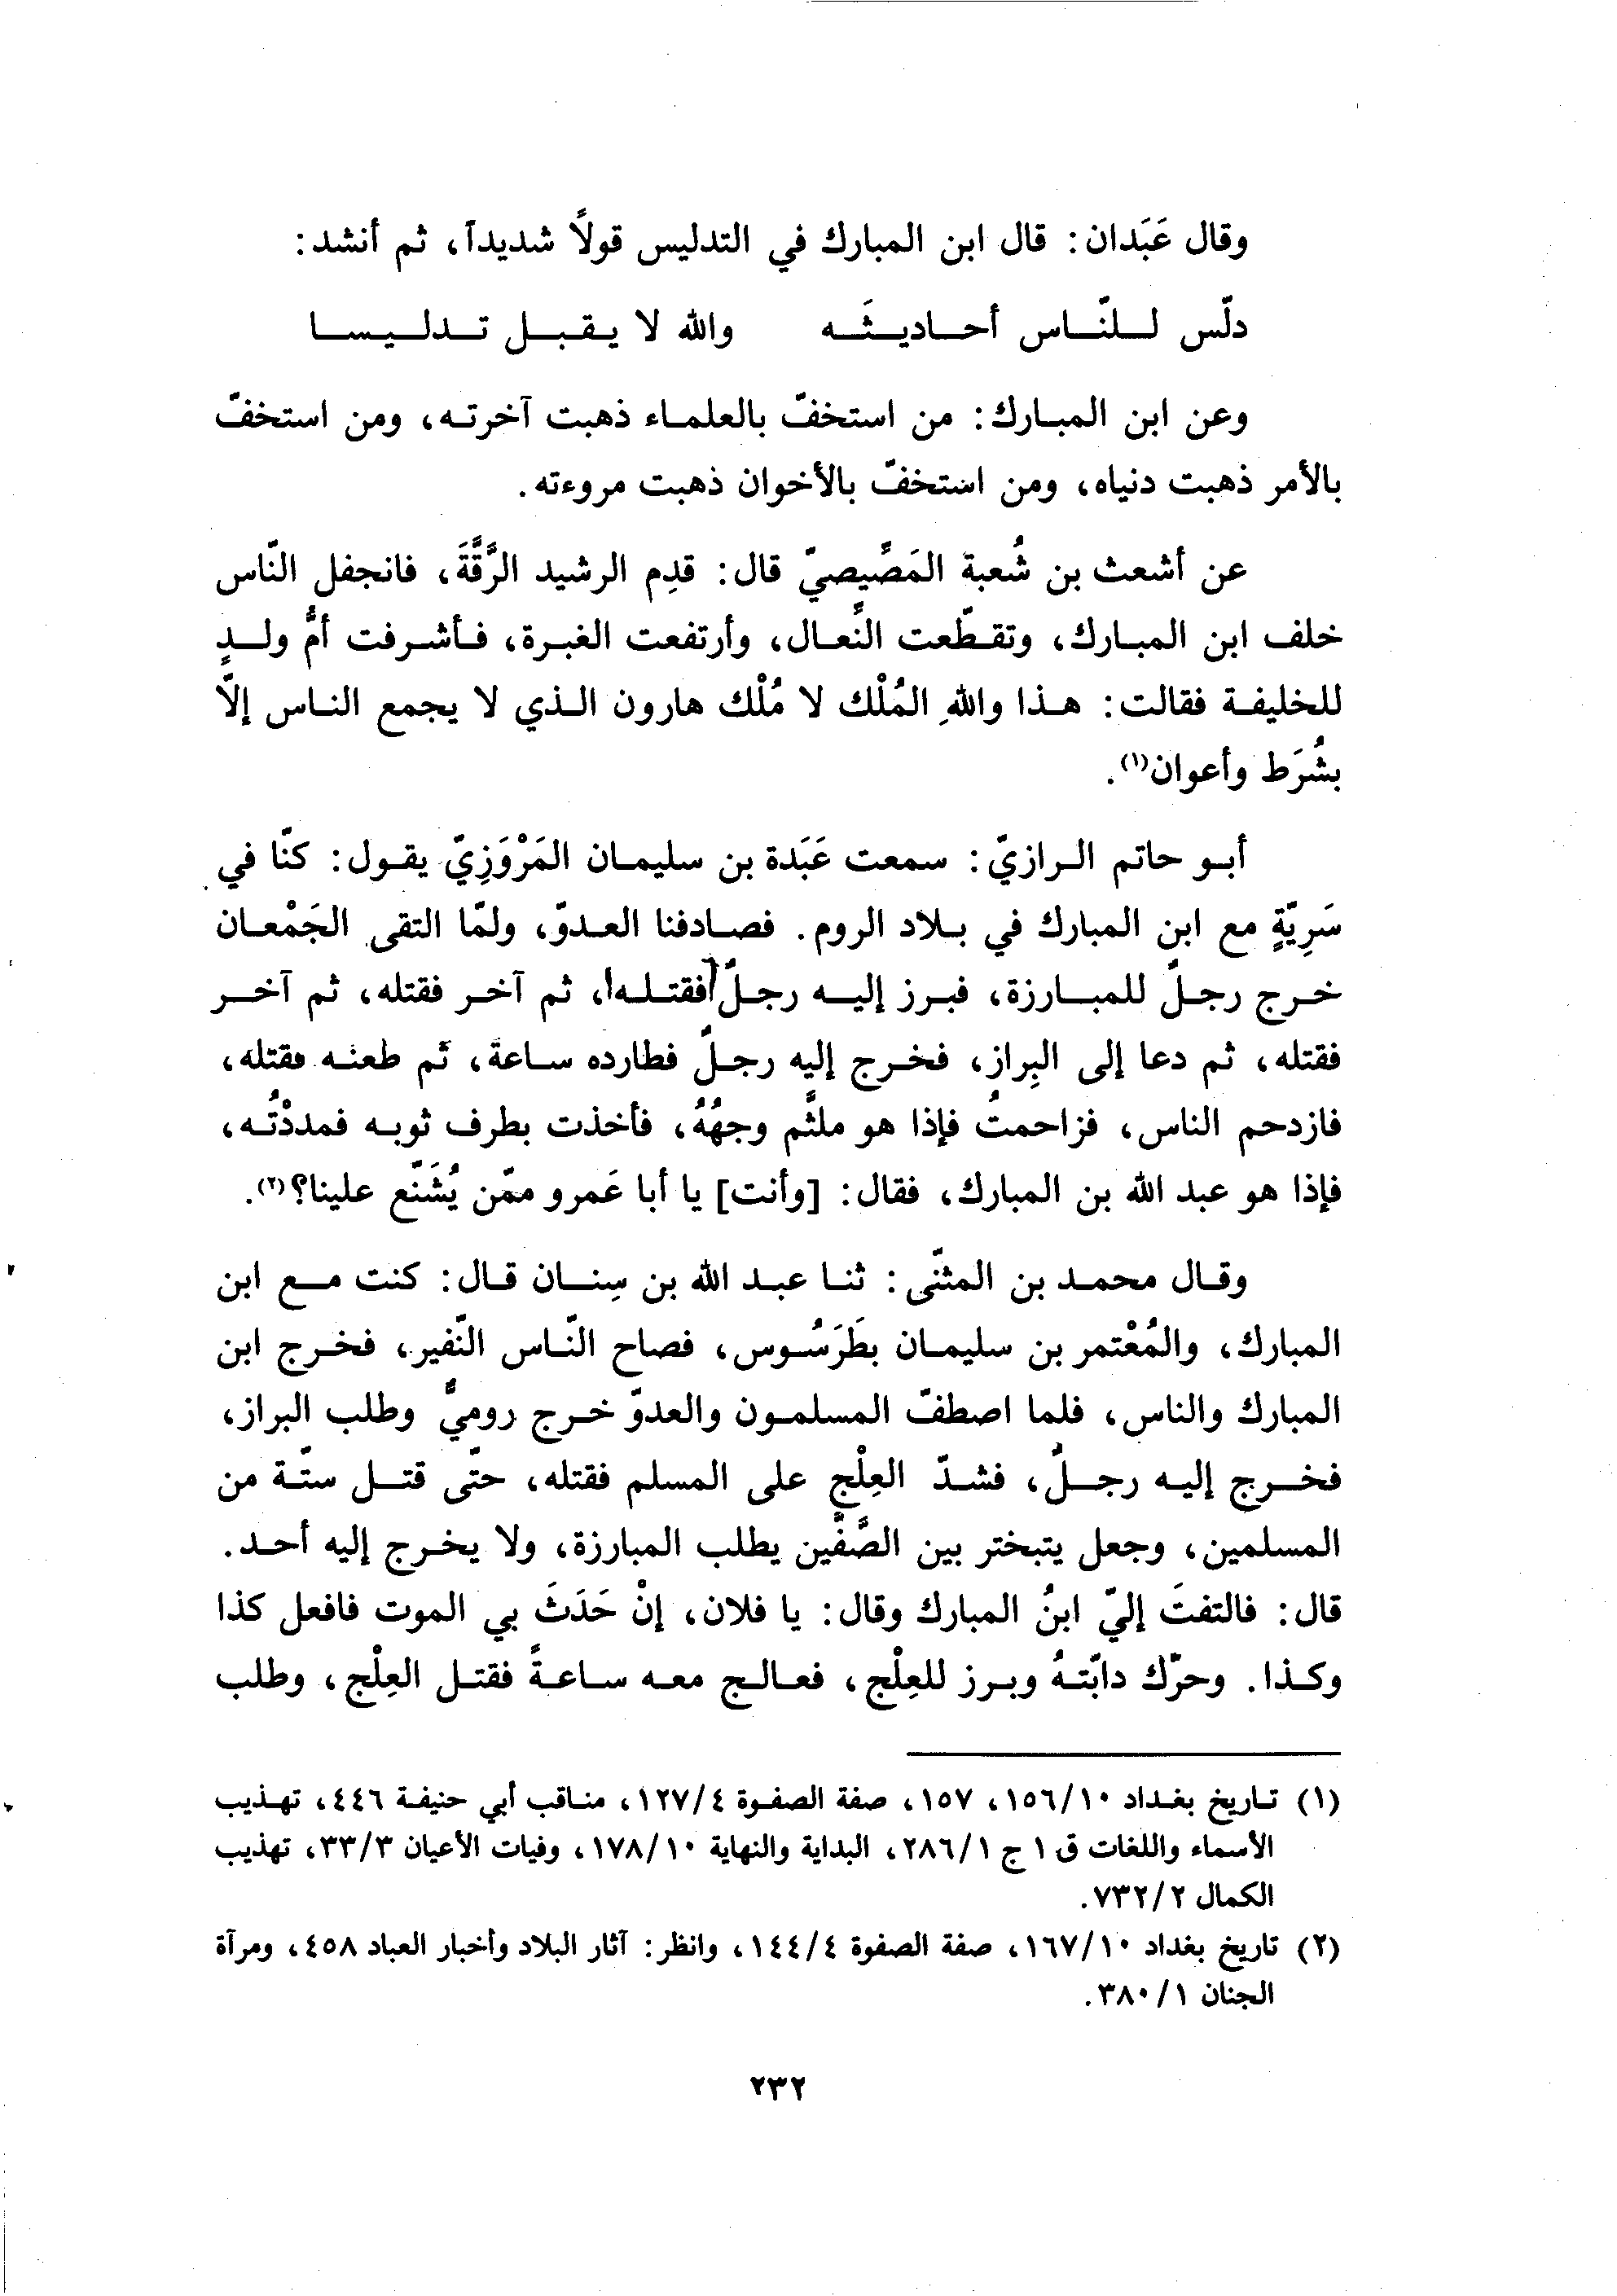 وقال عَبَدان: قال ابن المبارك في التدليس قولاً شديداً، ثم أنشد:
دلّس للنّاس أحاديثَه والله لا يقبل تدليسا
وعن ابن المبارك: من استخفّ بالعلماء ذهبت آخرته، ومن استخفّ
بالأمر ذهبت دنياه، ومن استخفّ بالأخوان ذهبت مروءته.
عن أشعث بن شُعبة المَصِّيصيّ قال: قدِم الرشيد الرَّقَّةَ، فانجفل النّاس
خلف ابن المبارك، وتقطّعت النِّعال، وأرتفعت الغبرة، فأشرفت أمُّ ولدٍ
للخليفة فقالت: هذا واللهِ المُلْك لا مُلْك هارون الذي لا يجمع الناس إلاّ
بشُرَط وأعوان(١).
أبو حاتم الرازيّ: سمعت عَبَدة بن سليمان المَرْوَزِيّ يقول: كنّا في
سَرِيّةٍ مع ابن المبارك في بلاد الروم. فصادفنا العدوّ، ولمّا التقى الجَمْعان
خرج رجلٌ للمبارزة، فبرز إليه رجلٌ [فقتله]، ثم آخر فقتله، ثم آخر
فقتله، ثم دعا إلى البِراز، فخرج إليه رجلٌ فطارده ساعة، ثم طعنه فقتله،
فازدحم الناس، فزاحمتُ فإذا هو ملثَّم وجهُهُ، فأخذت بطرف ثوبه فمددْتُه،
فإذا هو عبد الله بن المبارك، فقال: [وأنت] يا أبا عَمرو ممّن يُشَنّع علينا؟(٢).
وقال محمد بن المثنّى: ثنا عبد الله بن سِنان قال: كنت مع ابن
المبارك، والمُعْتمر بن سليمان بطَرَسُوس، فصاح النّاس النّفير، فخرج ابن
المبارك والناس، فلما اصطفّ المسلمون والعدوّ خرج روميٌّ وطلب البراز،
فخرج إليه رجلٌ، فشدّ العِلْج على المسلم فقتله، حتّى قتل ستّة من
المسلمين، وجعل يتبختر بين الصَّفَّين يطلب المبارزة، ولا يخرج إليه أحد.
قال: فالتفتَ إليّ ابنُ المبارك وقال: يا فلان، إنْ حَدَثَ بي الموت فافعل كذا
وكذا. وحرّك دابّتهُ وبرز للعِلْج، فعالج معه ساعةً فقتل العِلْج، وطلب
(١) تاريخ بغداد ١٥٦/١٠، ١٥٧، صفة الصفوة ١٢٧/٤، مناقب أبي حنيفة ٤٤٦، تهذيب
الأسماء واللغات ق ١ ج ٢٨٦/١، البداية والنهاية ١٧٨/١٠، وفيات الأعيان ٣٣/٣، تهذيب
الكمال ٧٣٢/٢.
(٢) تاريخ بغداد ١٦٧/١٠، صفة الصفوة ١٤٤/٤، وانظر: آثار البلاد وأخبار العباد ٤٥٨، ومرآة
الجنان ٣٨٠/١.
٢٣٢